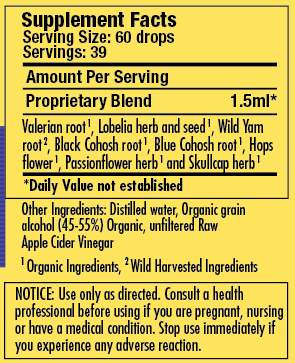 Supplement Facts
Serving Size: 60 drops
Servings: 39
Amount Per Serving
Proprietary Blend 1.5ml*
Valerian root¹, Lobelia herb and seed¹, Wild Yam
root², Black Cohosh root¹, Blue Cohosh root¹, Hops
flower¹, Passionflower herb¹ and Skullcap herb¹
*Daily Value not established
Other Ingredients: Distilled water, Organic grain
alcohol (45-55%) Organic, unfiltered Raw
Apple Cider Vinegar
¹ Organic Ingredients, ² Wild Harvested Ingredients
NOTICE: Use only as directed. Consult a health
professional before using if you are pregnant, nursing
or have a medical condition. Stop use immediately if
you experience any adverse reaction.